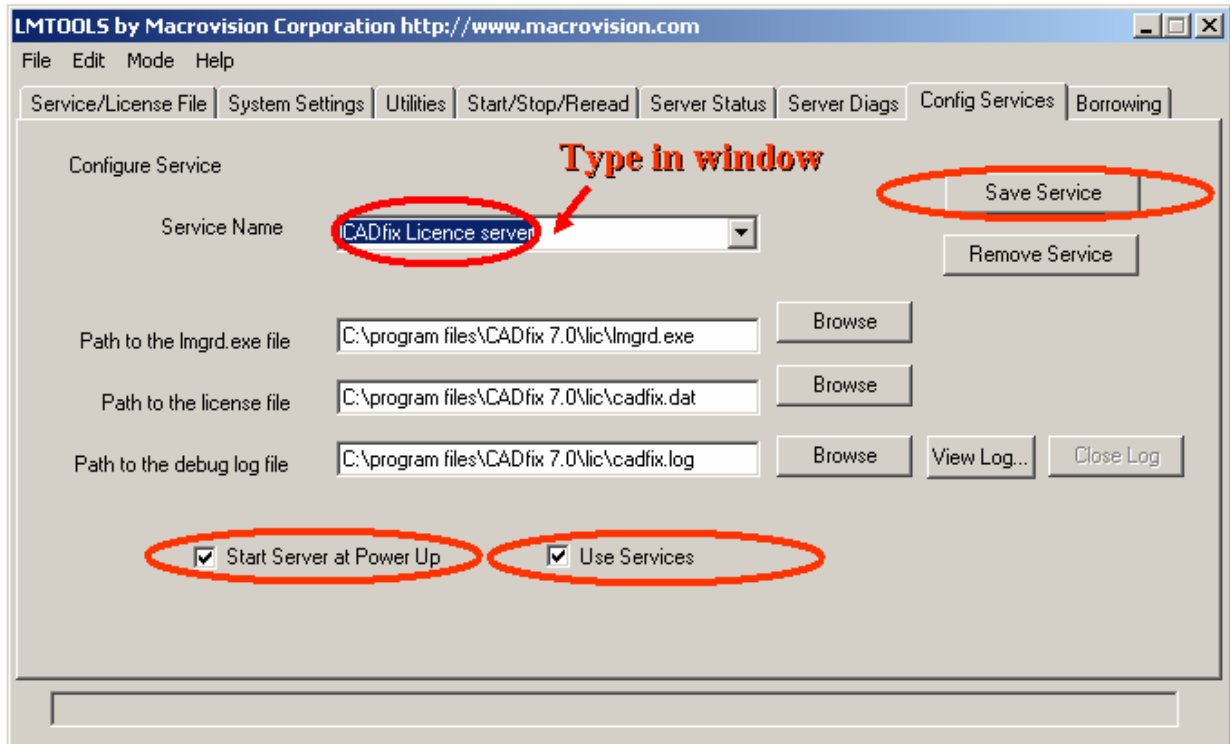 LMTOOLS by Macrovision Corporation http://www.macrovision.com
File Edit Mode Help
Service/License File System Settings Utilities Start/Stop/Reread Server Status Server Diags Config Services Borrowing
Configure Service
Type in window
Save Service
Service Name
CADfix Licence server
Remove Service
Path to the lmgrd.exe file
C:\program files\CADfix 7.0\lic\lmgrd.exe
Browse
Path to the license file
C:\program files\CADfix 7.0\lic\cadfix.dat
Browse
Path to the debug log file
C:\program files\CADfix 7.0\lic\cadfix.log
Browse
View Log...
Close Log
Start Server at Power Up
Use Services